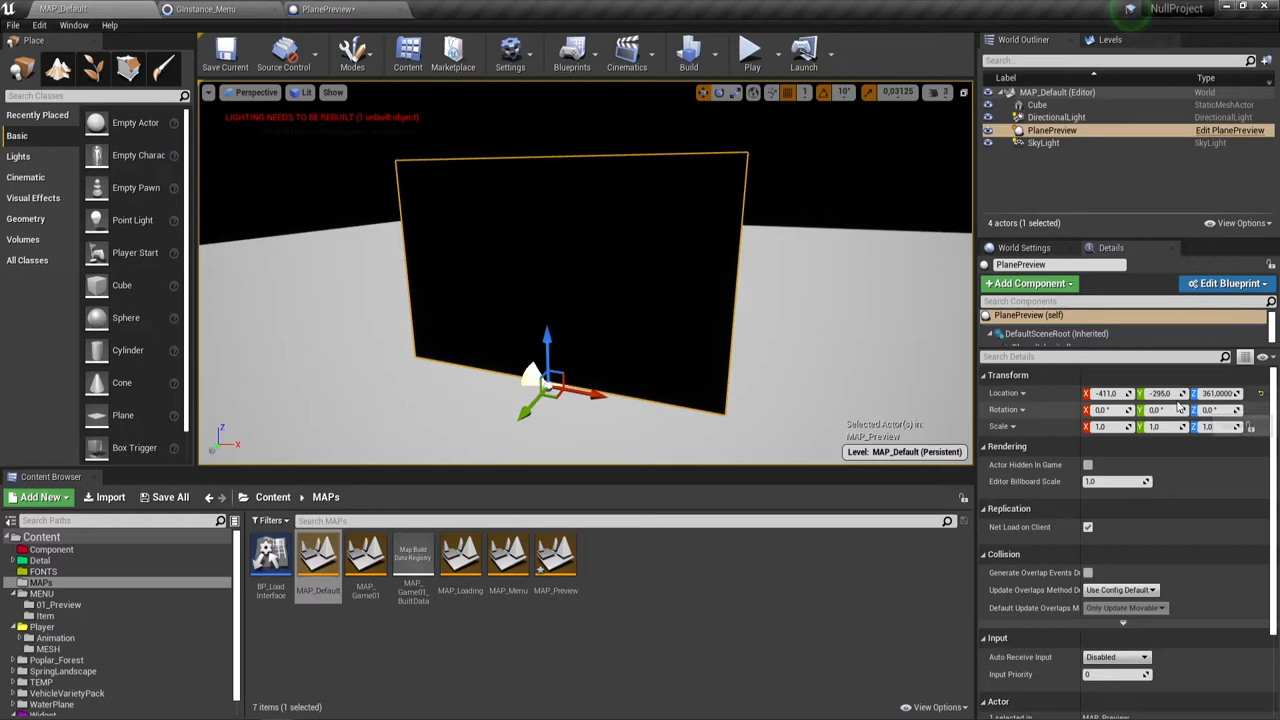 MAP_Default
GInstance_Menu
PlanePreview*
NullProject
File Edit Window Help
Place
Search Classes
Recently Placed
Basic
Lights
Cinematic
Visual Effects
Geometry
Volumes
All Classes
Empty Actor
Empty Charac
Empty Pawn
Point Light
Player Start
Cube
Sphere
Cylinder
Cone
Plane
Box Trigger
Save Current
Source Control
Modes
Content
Marketplace
Settings
Blueprints
Cinematics
Build
Play
Launch
Perspective Lit Show
1 10° 0,03125 3
LIGHTING NEEDS TO BE REBUILT (1 unbuilt object)
Z
X
Selected Actor(s) in:
MAP_Preview
Level: MAP_Default (Persistent)
World Outliner Levels
Search...
Label Type
MAP_Default (Editor) World
Cube StaticMeshActor
DirectionalLight DirectionalLight
PlanePreview Edit PlanePreview
SkyLight SkyLight
4 actors (1 selected) View Options
World Settings Details
PlanePreview
+Add Component Edit Blueprint
Search Components
PlanePreview (self)
DefaultSceneRoot (Inherited)
Search Details
Transform
Location X -411,0 Y -295,0 Z 361,0000
Rotation X 0,0° Y 0,0° Z 0,0°
Scale X 1,0 Y 1,0 Z 1,0
Rendering
Actor Hidden In Game
Editor Billboard Scale 1,0
Replication
Net Load on Client
Collision
Generate Overlap Events D
Update Overlaps Method D Use Config Default
Default Update Overlaps M Only Update Movable
Input
Auto Receive Input Disabled
Input Priority 0
Actor
1 selected in MAP_Preview
Content Browser
Add New Import Save All Content MAPs
Search Paths
Filters Search MAPs
Content
Component
Detal
FONTS
MAPs
MENU
01_Preview
Item
Player
Animation
MESH
Poplar_Forest
SpringLandscape
TEMP
VehicleVarietyPack
WaterPlane
Widget
Map Build
Data Registry
BP_Load
Interface
MAP_Default
MAP_
Game01
MAP_
Game01_
BuiltData
MAP_Loading
MAP_Menu
MAP_Preview
7 items (1 selected) View Options